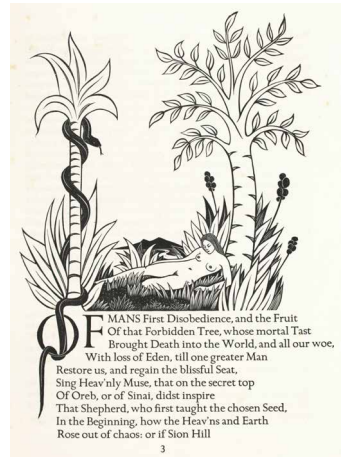 OF MANS First Disobedience, and the Fruit
Of that Forbidden Tree, whose mortal Tast
Brought Death into the World, and all our woe,
With loss of Eden, till one greater Man
Restore us, and regain the blissful Seat,
Sing Heav'nly Muse, that on the secret top
Of Oreb, or of Sinai, didst inspire
That Shepherd, who first taught the chosen Seed,
In the Beginning, how the Heav'ns and Earth
Rose out of chaos: or if Sion Hill
3